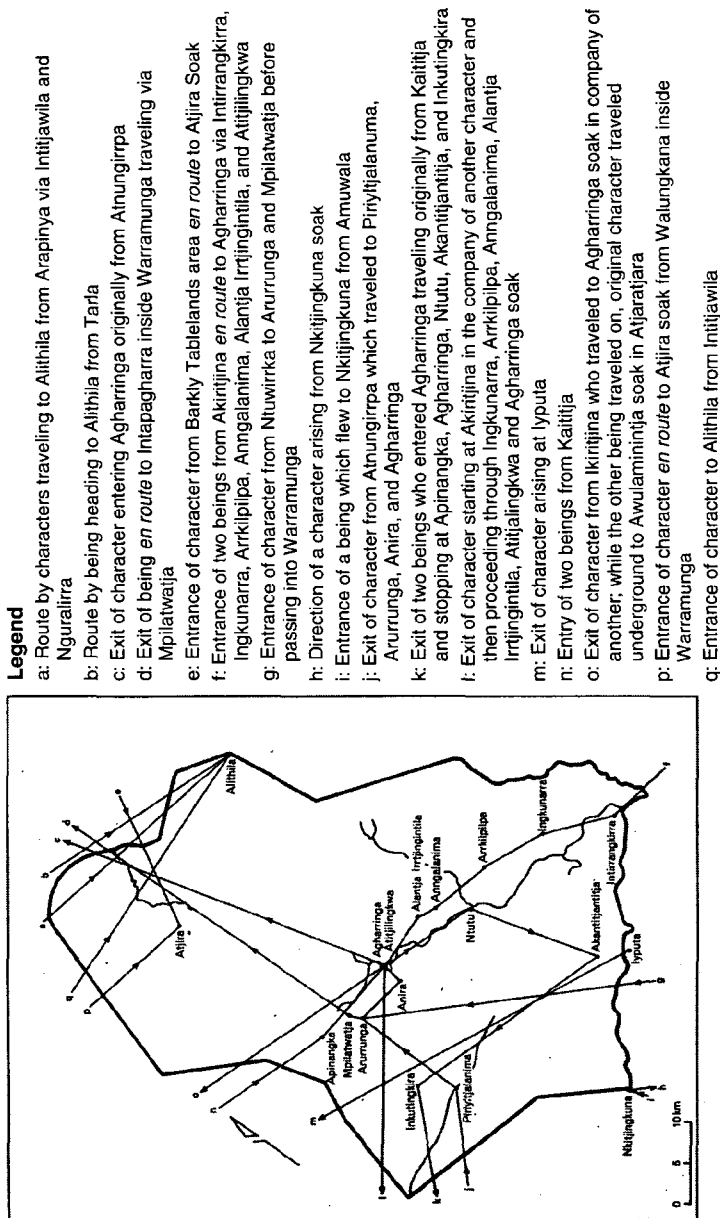 Legend
a: Route by characters traveling to Alithila from Arapinya via Intitjawila and
Nguralirra
b: Route by being heading to Alithila from Tarla
c: Exit of character entering Agharringa originally from Atnungirrpa
d: Exit of being en route to Intapagharra inside Warramunga traveling via
Mpilatwatja
e: Entrance of character from Barkly Tablelands area en route to Atjira Soak
f: Entrance of two beings from Akiritjina en route to Agharringa via Intirrangkirra,
Ingkunarra, Arrkilpilpa, Anngalanima, Alantja Irrtjingintila, and Atitjilingkwa
g: Entrance of character from Ntuwirrka to Arurrunga and Mpilatwatja before
passing into Warramunga
h: Direction of a character arising from Nkitjingkuna soak
i: Entrance of a being which flew to Nkitjingkuna from Amuwala
j: Exit of character from Atnungirrpa which traveled to Piriyltjalanuma,
Arurrunga, Anira, and Agharringa
k: Exit of two beings who entered Agharringa traveling originally from Kaititja
and stopping at Apinangka, Agharringa, Ntutu, Akantitjantitja, and Inkutingkira
l: Exit of character starting at Akiritjina in the company of another character and
then proceeding through Ingkunarra, Arrkilpilpa, Anngalanima, Alantja
Irrtjingintila, Atitjalingkwa and Agharringa soak
m: Exit of character arising at Iyputa
n: Entry of two beings from Kaititja
o: Exit of character from Ikiritjina who traveled to Agharringa soak in company of
another; while the other being traveled on, original character traveled
underground to Awulaminintja soak in Atjaratjara
p: Entrance of character en route to Atjira soak from Walungkana inside
Warramunga
q: Entrance of character to Alithila from Intitjawila
a
b
c
d
e
q
p
Atjira
Alithila
o
n
m
Apinangka
Mpilatwatja
Arurrunga
Agharringa
Atitjilingkwa
Anira
Alantja Irrtjingintila
Anngalanima
Arrkilpilpa
Ingkunarra
Ntutu
l
k
j
Inkutingkira
Piriyltjalanima
Akantitjantitja
Intirrangkirra
Iyputa
f
g
h
i
Nkitjingkuna
0 5 10 km